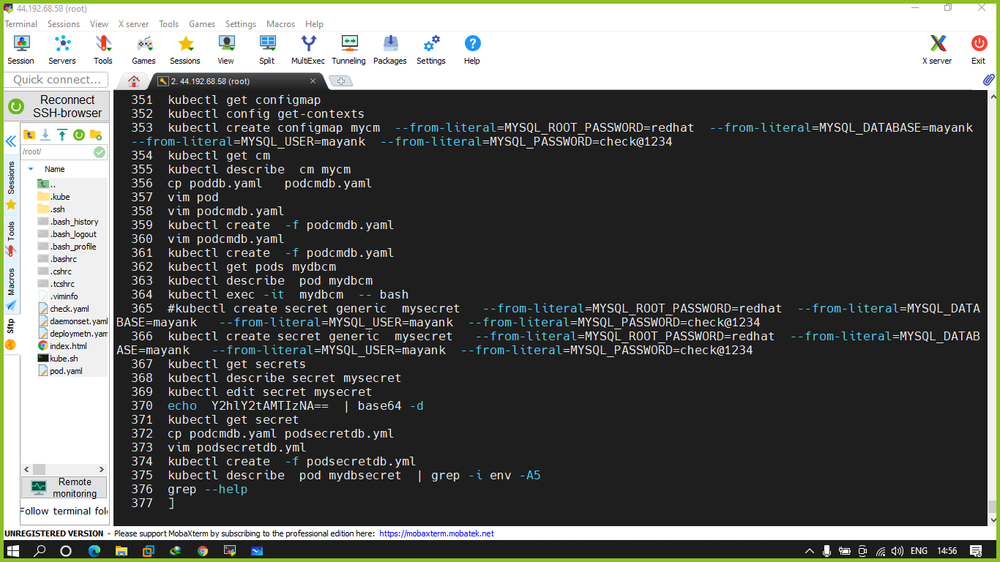 44.192.68.58 (root)
Terminal Sessions View X server Tools Games Settings Macros Help
Session Servers Tools Games Sessions View Split MultiExec Tunneling Packages Settings Help X server Exit
Quick connect...
2. 44.192.68.58 (root)
Reconnect
SSH-browser
/root/
Name
..
.kube
.ssh
.bash_history
.bash_logout
.bash_profile
.bashrc
.cshrc
.tcshrc
.viminfo
check.yaml
daemonset.yaml
deploymetn.yam
index.html
kube.sh
pod.yaml
Sessions
Tools
Macros
Sftp
Remote
monitoring
Follow terminal fol
351 kubectl get configmap
352 kubectl config get-contexts
353 kubectl create configmap mycm --from-literal=MYSQL_ROOT_PASSWORD=redhat --from-literal=MYSQL_DATABASE=mayank
--from-literal=MYSQL_USER=mayank --from-literal=MYSQL_PASSWORD=check@1234
354 kubectl get cm
355 kubectl describe cm mycm
356 cp poddb.yaml podcmdb.yaml
357 vim pod
358 vim podcmdb.yaml
359 kubectl create -f podcmdb.yaml
360 vim podcmdb.yaml
361 kubectl create -f podcmdb.yaml
362 kubectl get pods mydbcm
363 kubectl describe pod mydbcm
364 kubectl exec -it mydbcm -- bash
365 #kubectl create secret generic mysecret --from-literal=MYSQL_ROOT_PASSWORD=redhat --from-literal=MYSQL_DATA
BASE=mayank --from-literal=MYSQL_USER=mayank --from-literal=MYSQL_PASSWORD=check@1234
366 kubectl create secret generic mysecret --from-literal=MYSQL_ROOT_PASSWORD=redhat --from-literal=MYSQL_DATAB
ASE=mayank --from-literal=MYSQL_USER=mayank --from-literal=MYSQL_PASSWORD=check@1234
367 kubectl get secrets
368 kubectl describe secret mysecret
369 kubectl edit secret mysecret
370 echo Y2hlY2tAMTIzNA== | base64 -d
371 kubectl get secret
372 cp podcmdb.yaml podsecretdb.yml
373 vim podsecretdb.yml
374 kubectl create -f podsecretdb.yml
375 kubectl describe pod mydbsecret | grep -i env -A5
376 grep --help
377 ]
UNREGISTERED VERSION - Please support MobaXterm by subscribing to the professional edition here: https://mobaxterm.mobatek.net
ENG 14:56